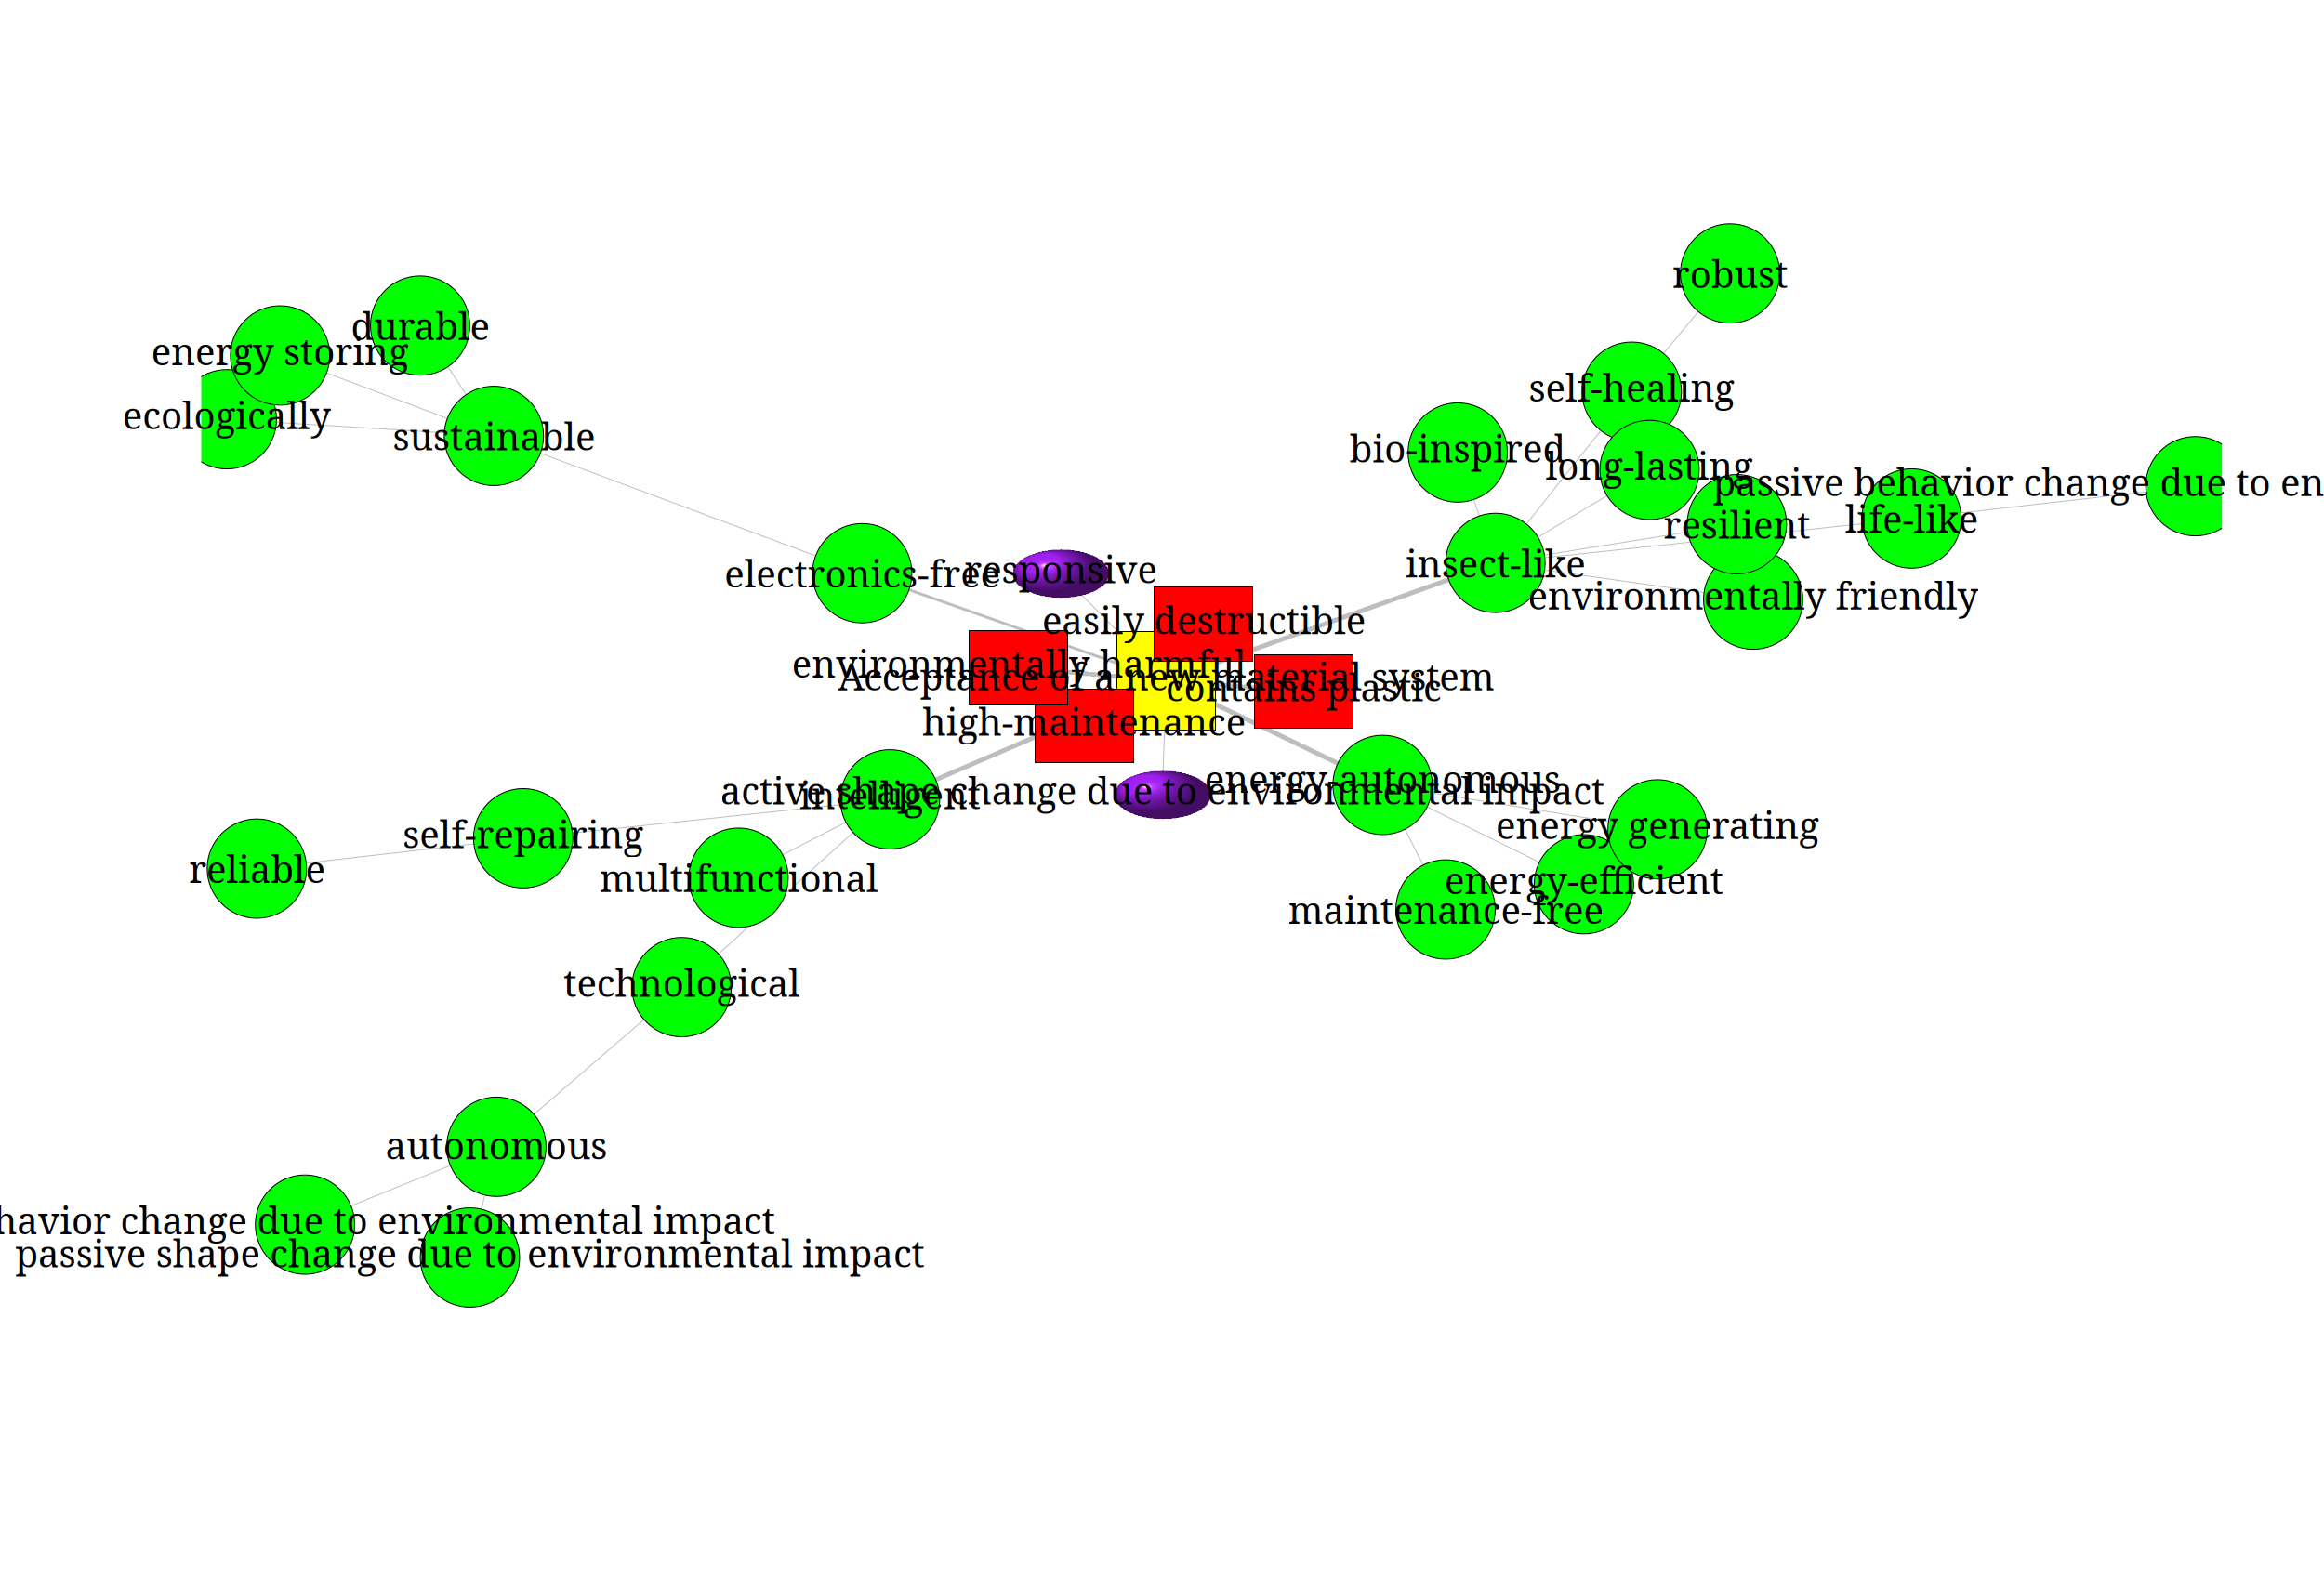 robust
durable
energy storing
self-healing
ecologically
sustainable
bio-inspired
long-lasting
passive behavior change due to en
resilient
life-like
insect-like
electronics-free
responsive
environmentally friendly
easily destructible
environmentally harmful
Acceptance of a new material system
contains plastic
high-maintenance
energy-autonomous
active shape change due to environmental impact
intelligent
self-repairing
energy generating
reliable
multifunctional
energy-efficient
maintenance-free
technological
autonomous
havior change due to environmental impact
passive shape change due to environmental impact